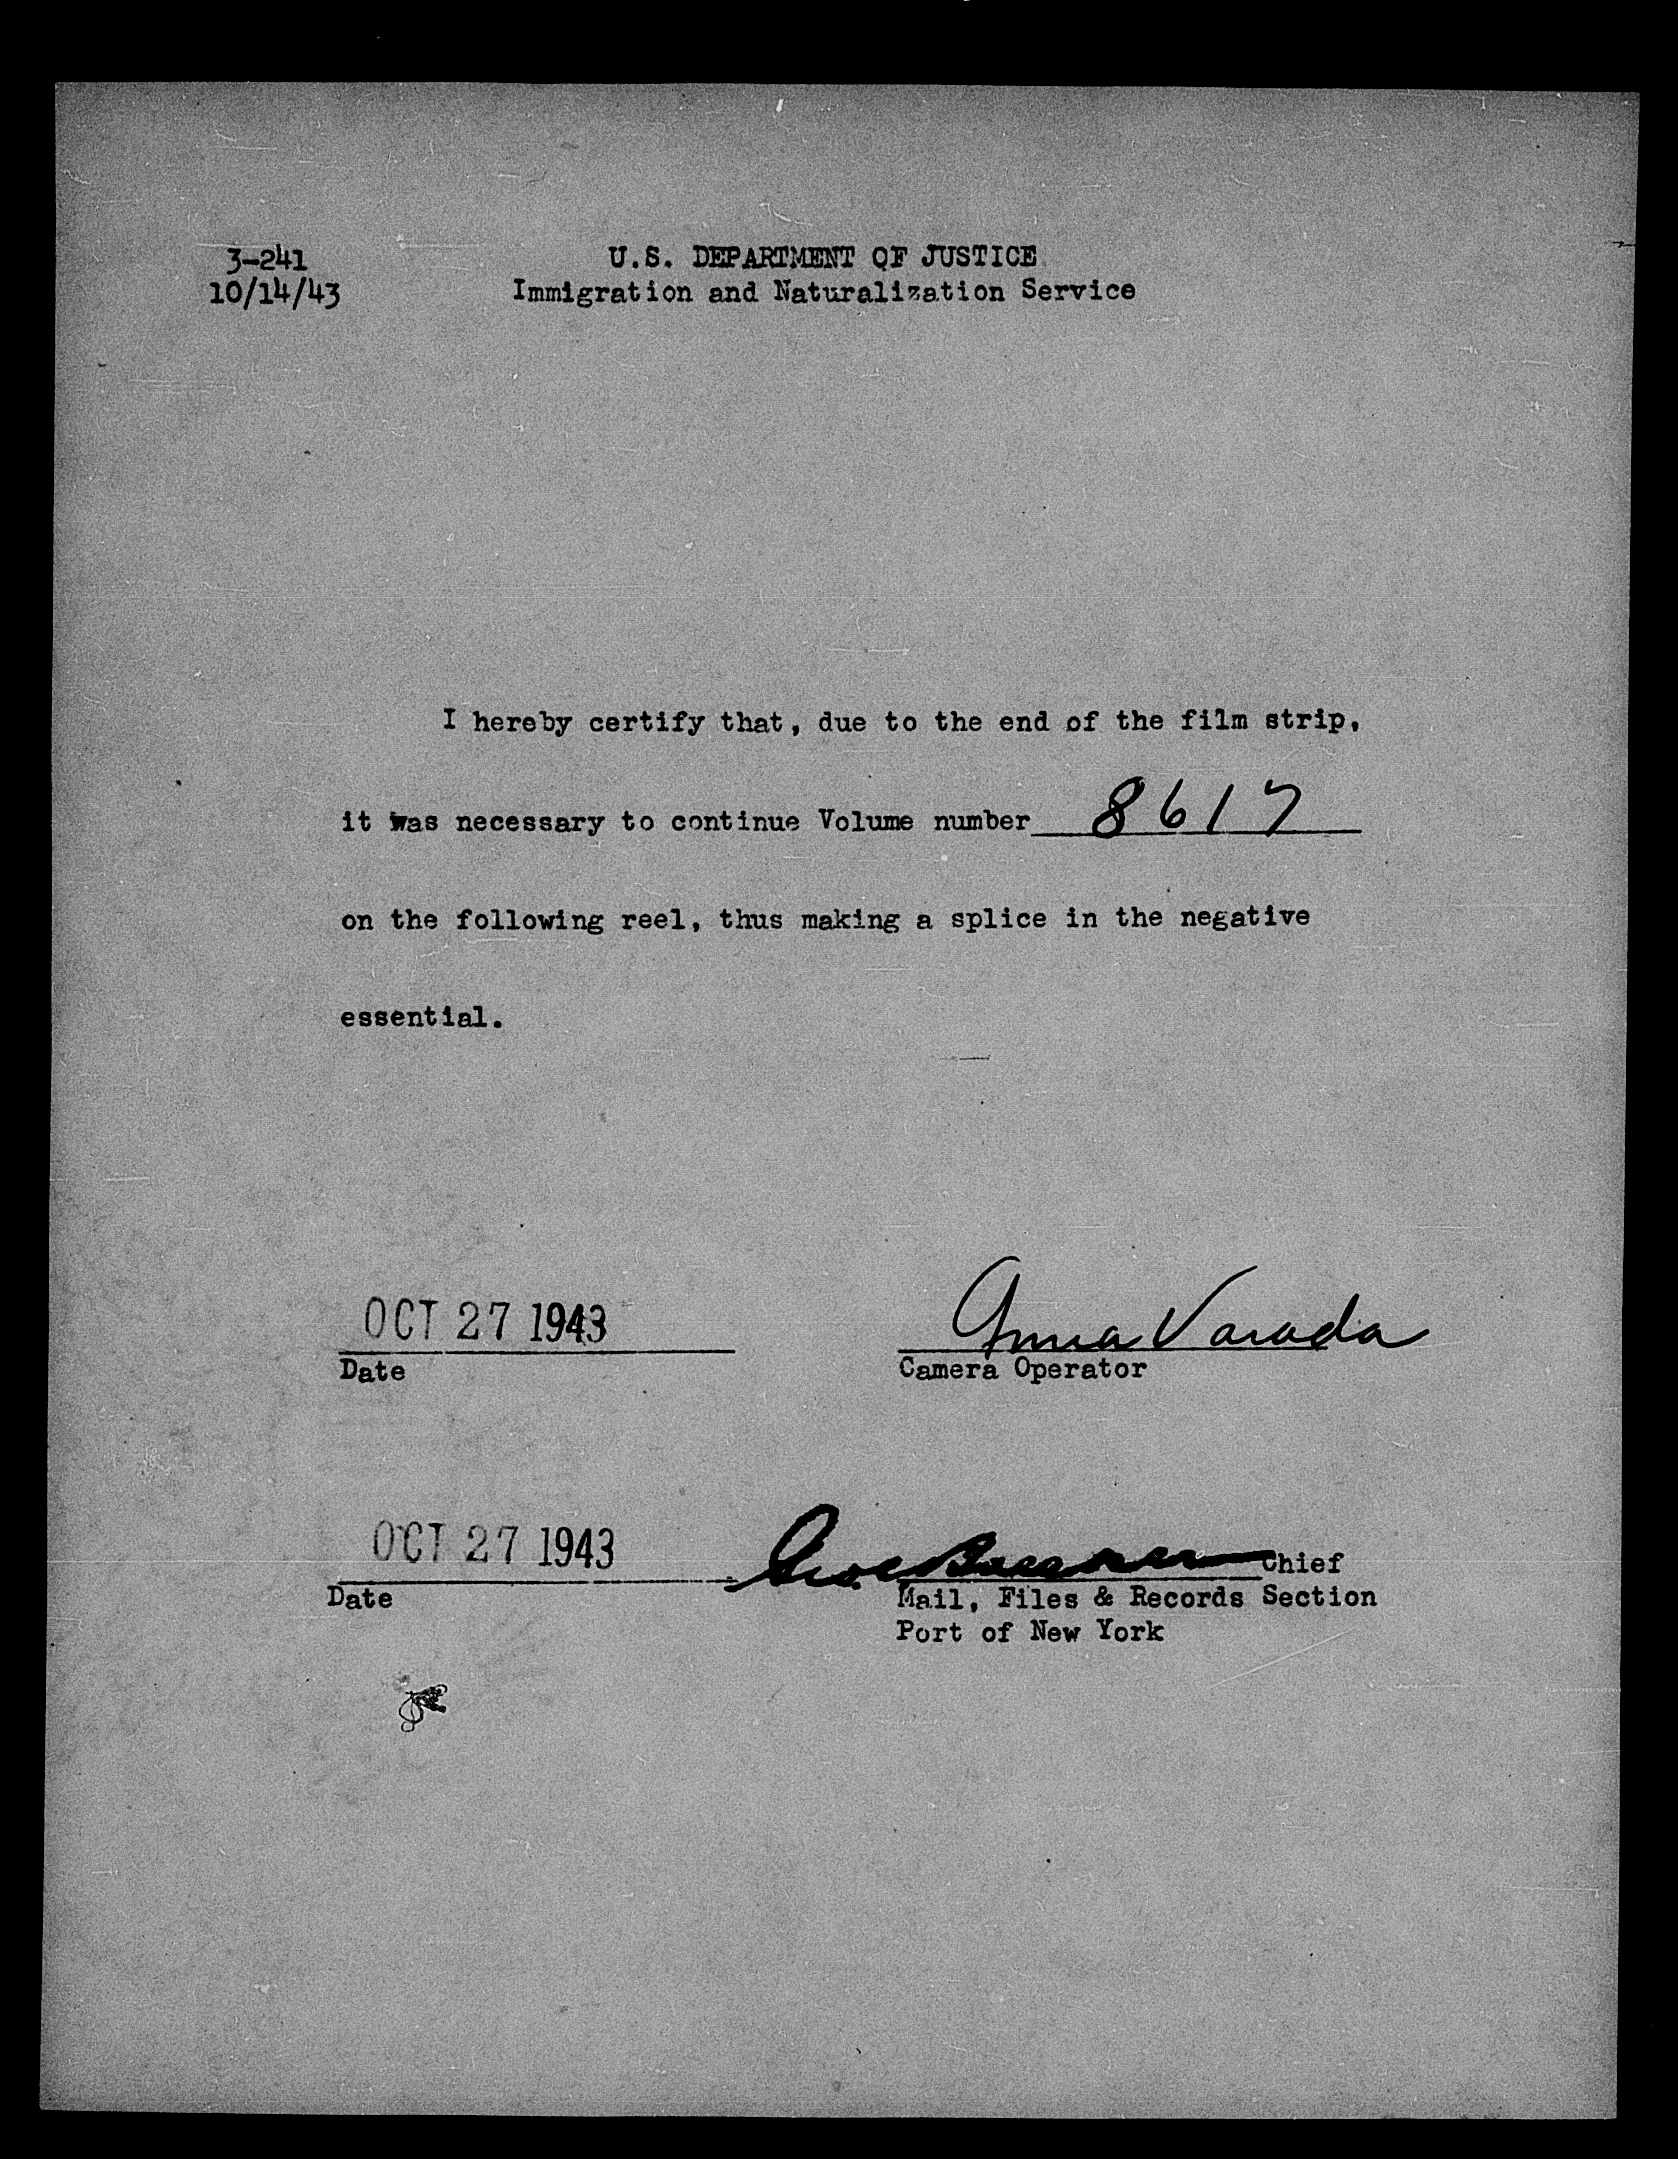 3-241
10/14/43
U.S. DEPARTMENT OF JUSTICE
Immigration and Naturalization Service
I hereby certify that, due to the end of the film strip,
it was necessary to continue Volume number 8617
on the following reel, thus making a splice in the negative
essential.
OCT 27 1943
Date
Anna Varada
Camera Operator
OCT 27 1943
Date
Chief
Mail, Files & Records Section
Port of New York